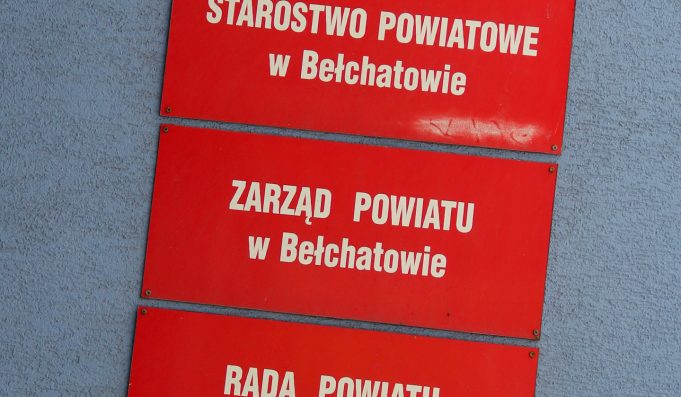 STAROSTWO POWIATOWE
w Bełchatowie
ZARZĄD POWIATU
w Bełchatowie
RADA POWIATU